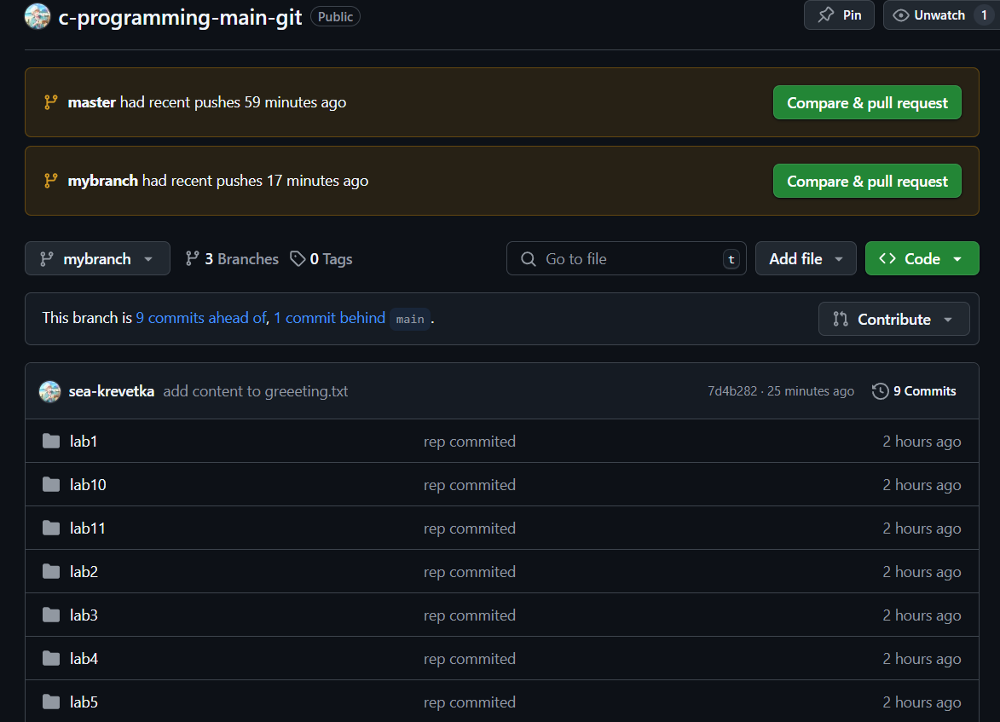 c-programming-main-git Public Pin Unwatch 1
master had recent pushes 59 minutes ago Compare & pull request
mybranch had recent pushes 17 minutes ago Compare & pull request
mybranch 3 Branches 0 Tags Go to file t Add file Code
This branch is 9 commits ahead of, 1 commit behind main . Contribute
sea-krevetka add content to greeeting.txt 7d4b282 · 25 minutes ago 9 Commits
lab1 rep commited 2 hours ago
lab10 rep commited 2 hours ago
lab11 rep commited 2 hours ago
lab2 rep commited 2 hours ago
lab3 rep commited 2 hours ago
lab4 rep commited 2 hours ago
lab5 rep commited 2 hours ago